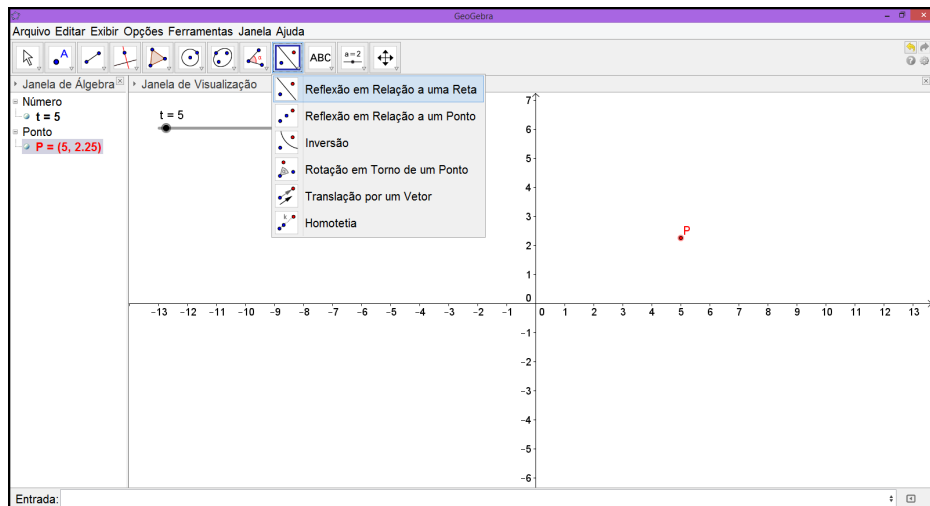 GeoGebra
Arquivo Editar Exibir Opções Ferramentas Janela Ajuda
A
α
ABC
a=2
Janela de Álgebra
Janela de Visualização
Número
t = 5
Ponto
P = (5, 2.25)
t = 5
Reflexão em Relação a uma Reta
Reflexão em Relação a um Ponto
Inversão
Rotação em Torno de um Ponto
Translação por um Vetor
k
Homotetia
7
6
5
4
3
2
1
0
P
−13 −12 −11 −10 −9 −8 −7 −6 −5 −4 −3 −2 −1 0 1 2 3 4 5 6 7 8 9 10 11 12 13
−1
−2
−3
−4
−5
−6
Entrada: